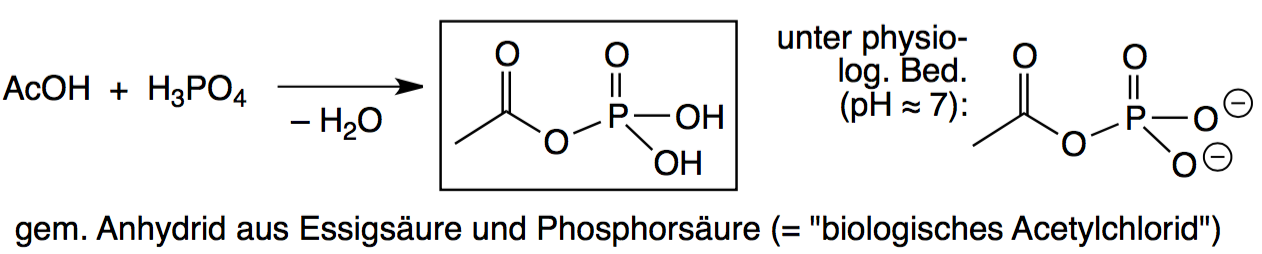 AcOH + H₃PO₄
– H₂O
O
O
P
OH
O
OH
unter physio-
log. Bed.
(pH ≈ 7):
O
O
P
O⊖
O
O⊖
gem. Anhydrid aus Essigsäure und Phosphorsäure (= "biologisches Acetylchlorid")